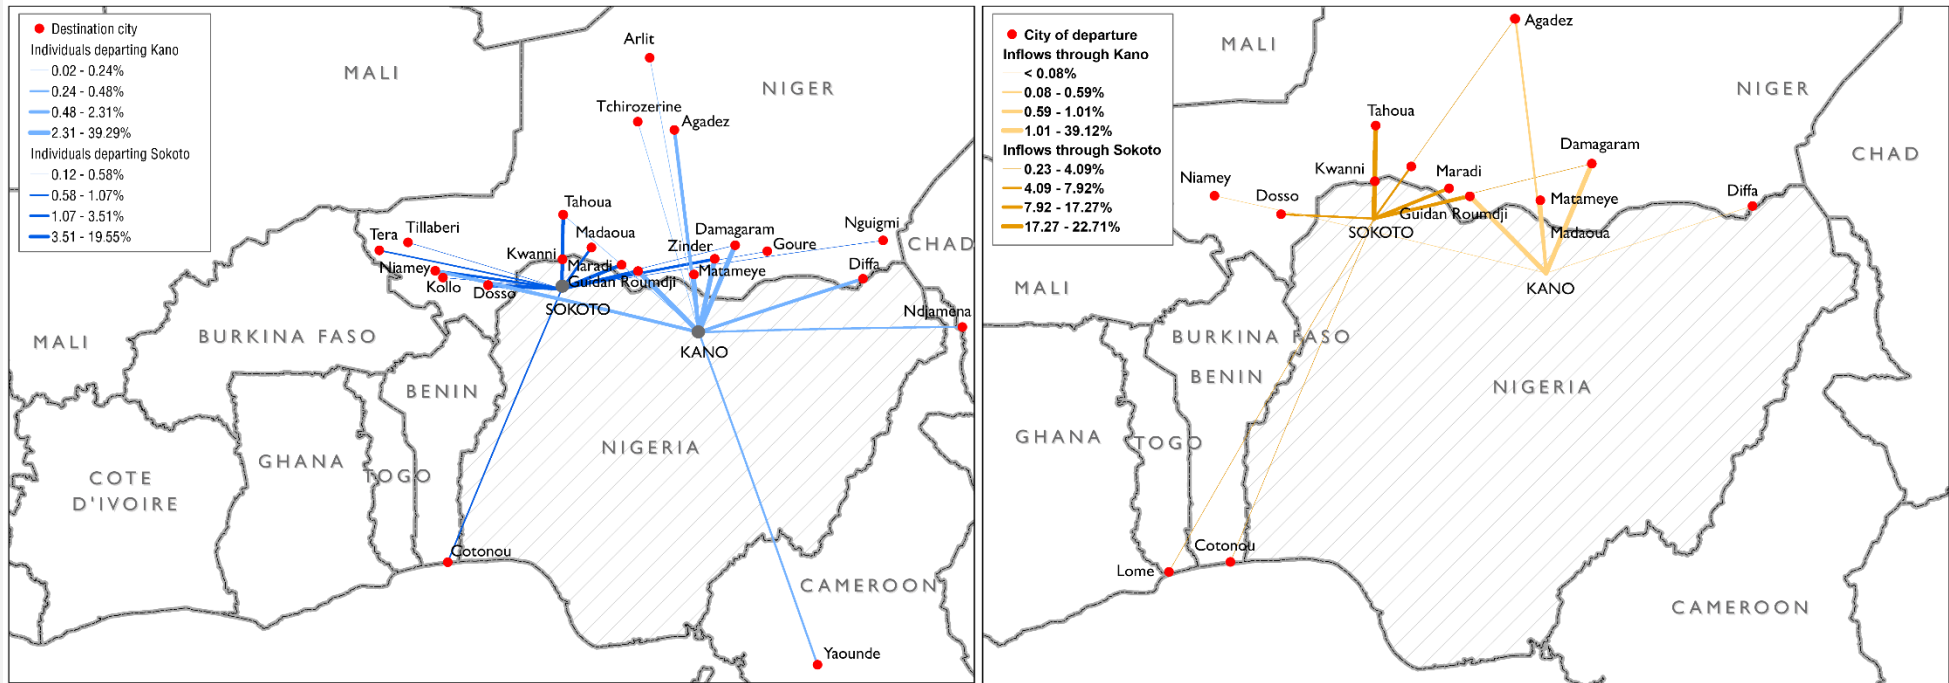 Destination city
Individuals departing Kano
0.02 - 0.24%
0.24 - 0.48%
0.48 - 2.31%
2.31 - 39.29%
Individuals departing Sokoto
0.12 - 0.58%
0.58 - 1.07%
1.07 - 3.51%
3.51 - 19.55%
MALI
Arlit
NIGER
Tchirozerine
Agadez
Tahoua
Tillaberi
Tera
Madaoua
Kwanni
Maradi
Zinder
Damagaram
Goure
Nguigmi
CHAD
Niamey
Kollo
Dosso
Guidan Roumdji
Matameye
Diffa
SOKOTO
Ndjamena
KANO
MALI
BURKINA FASO
BENIN
NIGERIA
GHANA
TOGO
COTE
D'IVOIRE
Cotonou
CAMEROON
Yaounde
City of departure
Inflows through Kano
< 0.08%
0.08 - 0.59%
0.59 - 1.01%
1.01 - 39.12%
Inflows through Sokoto
0.23 - 4.09%
4.09 - 7.92%
7.92 - 17.27%
17.27 - 22.71%
MALI
Agadez
NIGER
Tahoua
Damagaram
CHAD
Kwanni
Maradi
Niamey
Dosso
Diffa
Matameye
Guidan Roumdji
SOKOTO
Madaoua
KANO
MALI
BURKINA FASO
BENIN
NIGERIA
GHANA
TOGO
Cotonou
Lome
CAMEROON